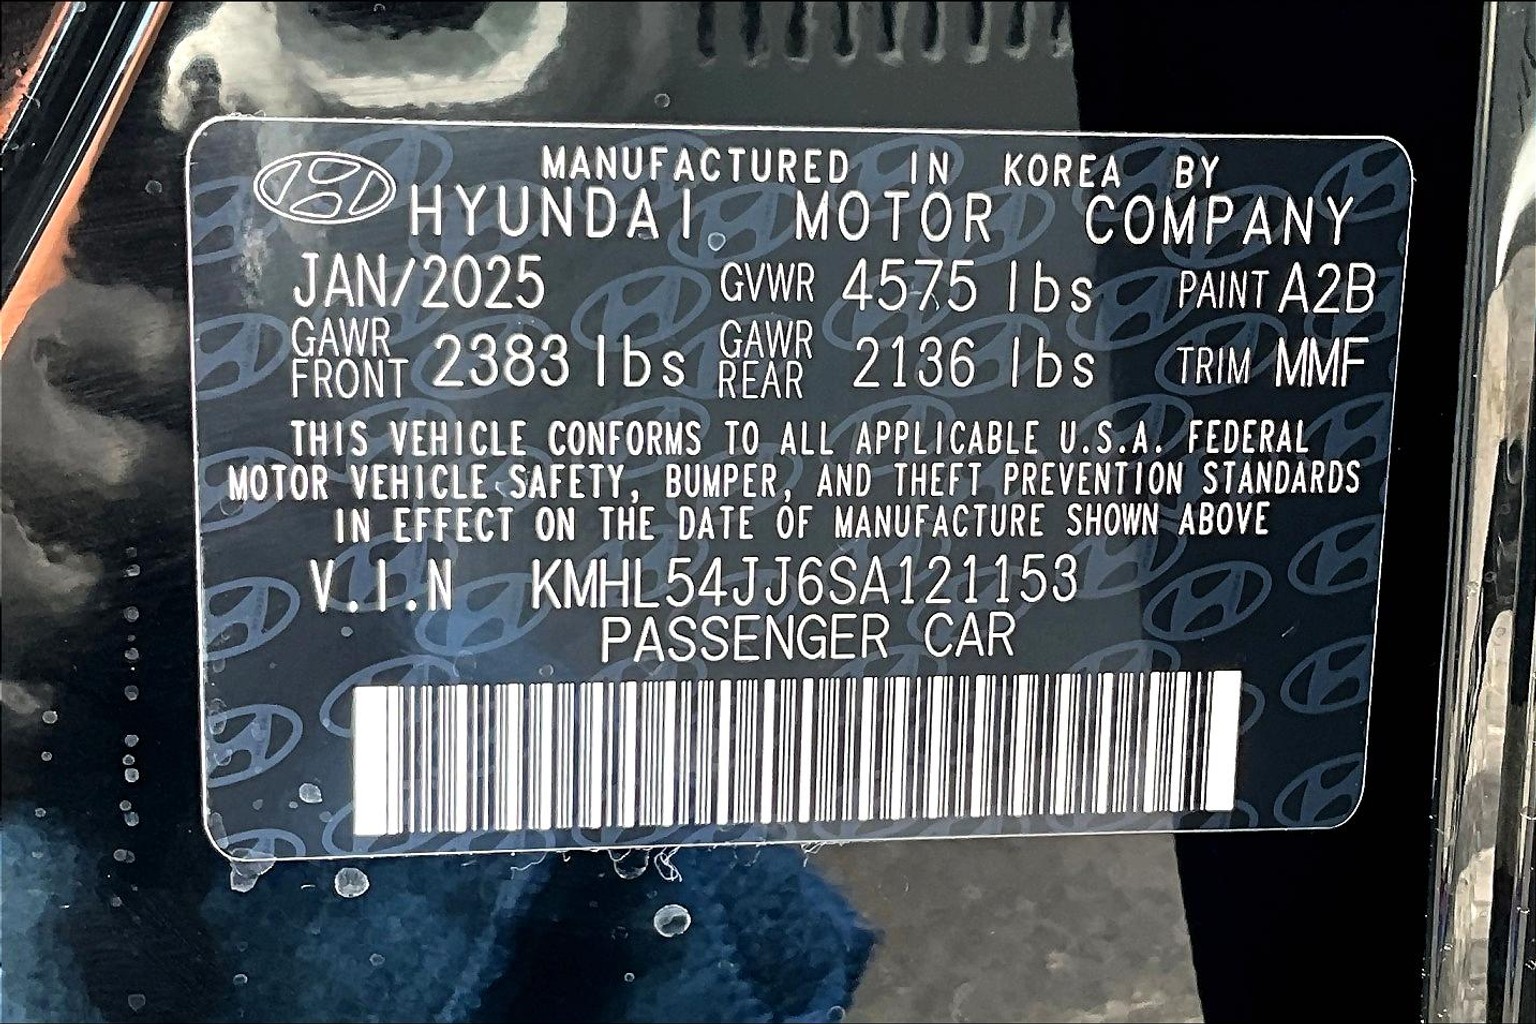 MANUFACTURED IN KOREA BY
HYUNDAI MOTOR COMPANY
JAN/2025 GVWR 4575 lbs PAINT A2B
GAWR FRONT 2383 lbs GAWR REAR 2136 lbs TRIM MMF
THIS VEHICLE CONFORMS TO ALL APPLICABLE U.S.A. FEDERAL
MOTOR VEHICLE SAFETY, BUMPER, AND THEFT PREVENTION STANDARDS
IN EFFECT ON THE DATE OF MANUFACTURE SHOWN ABOVE
V.I.N KMHL54JJ6SA121153
PASSENGER CAR